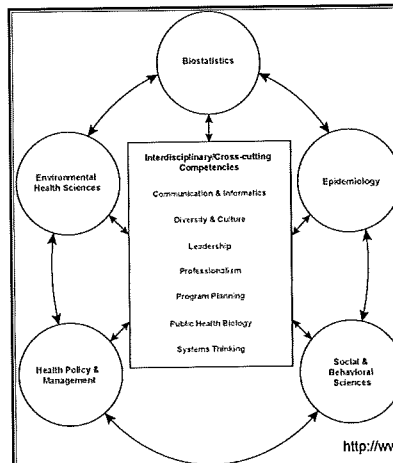 Biostatistics
Environmental
Health Sciences
Interdisciplinary/Cross-cutting
Competencies
Communication & Informatics
Diversity & Culture
Leadership
Professionalism
Program Planning
Public Health Biology
Systems Thinking
Epidemiology
Health Policy &
Management
Social &
Behavioral
Sciences
http://w